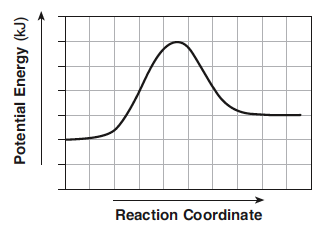 Potential Energy (kJ)
Reaction Coordinate